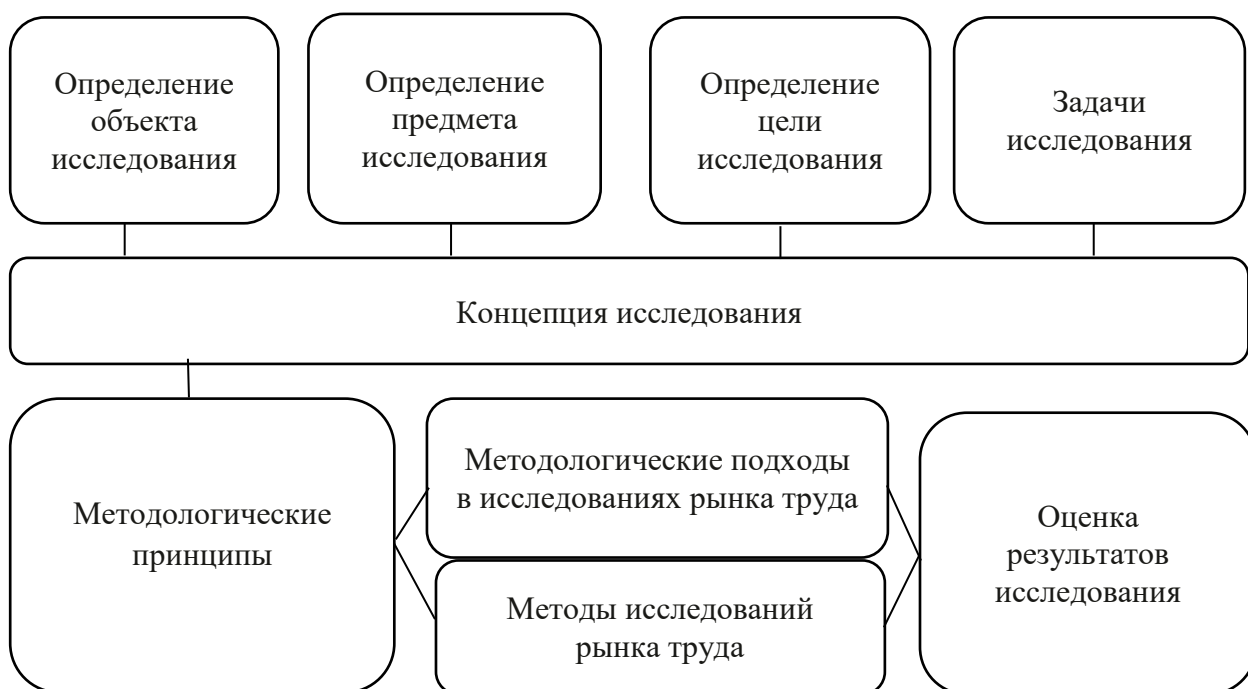 Определение
объекта
исследования
Определение
предмета
исследования
Определение
цели
исследования
Задачи
исследования
Концепция исследования
Методологические
принципы
Методологические подходы
в исследованиях рынка труда
Методы исследований
рынка труда
Оценка
результатов
исследования